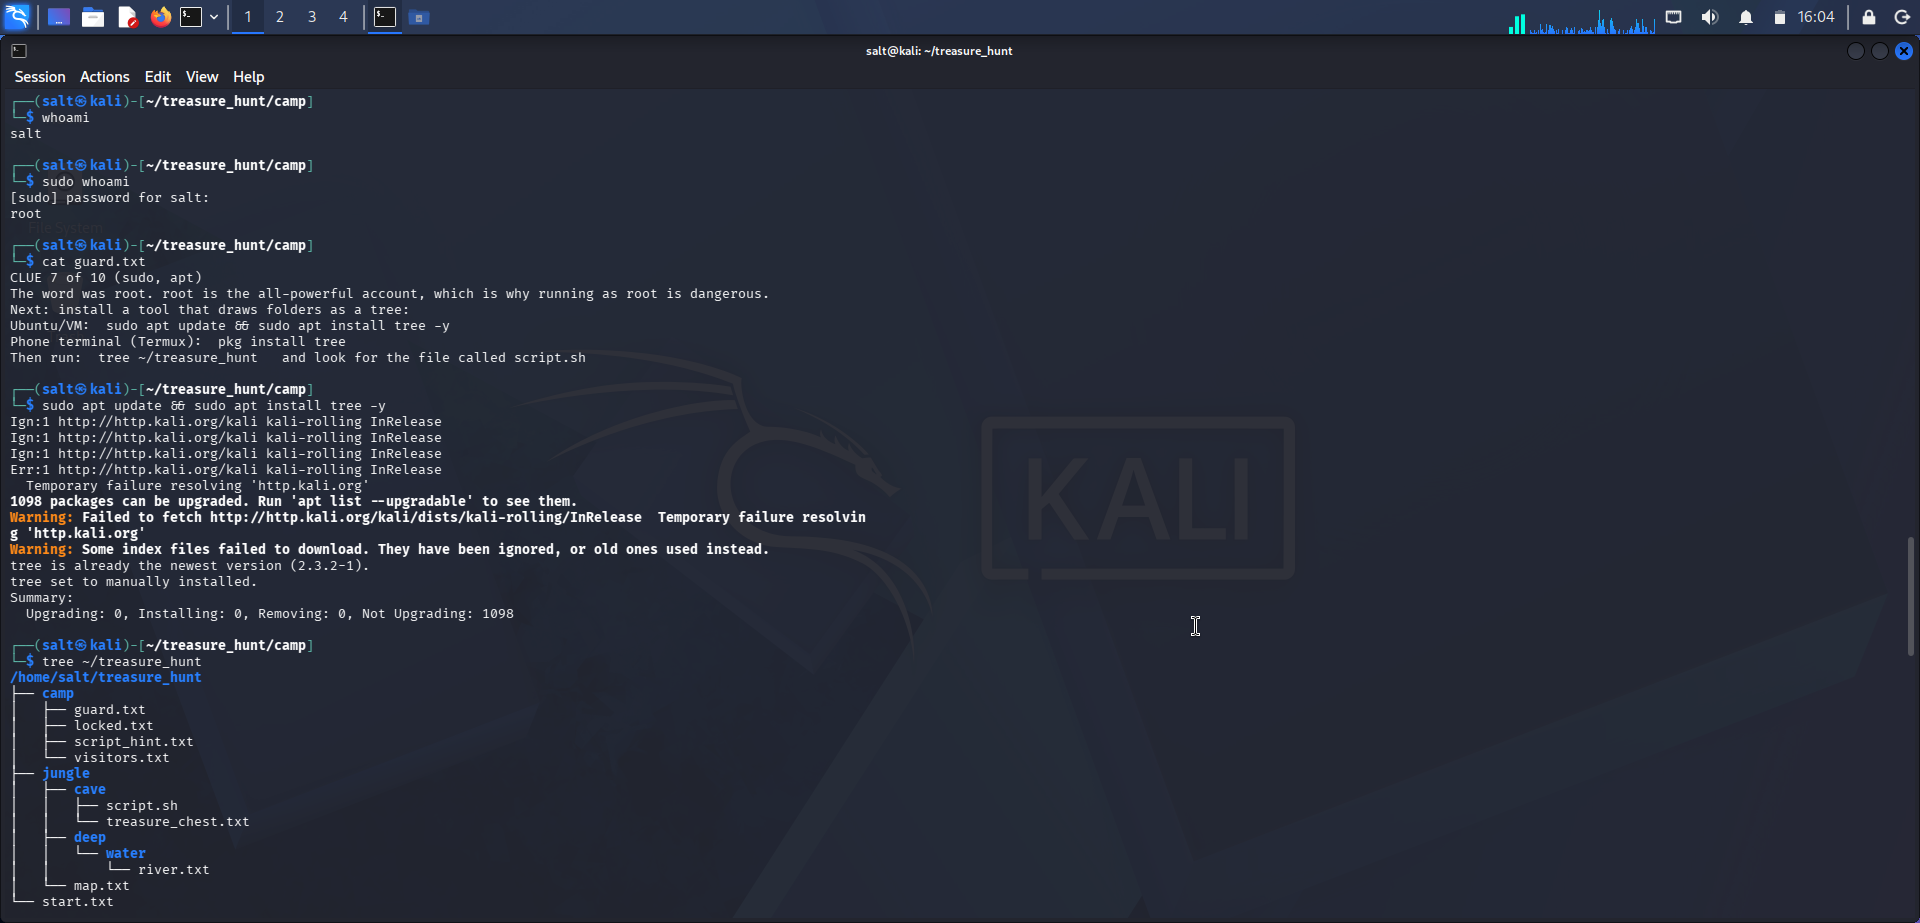 1 2 3 4 16:04
salt@kali: ~/treasure_hunt
Session Actions Edit View Help
┌──(salt㉿kali)-[~/treasure_hunt/camp]
└─$ whoami
salt
┌──(salt㉿kali)-[~/treasure_hunt/camp]
└─$ sudo whoami
[sudo] password for salt:
root
File System
┌──(salt㉿kali)-[~/treasure_hunt/camp]
└─$ cat guard.txt
CLUE 7 of 10 (sudo, apt)
The word was root. root is the all-powerful account, which is why running as root is dangerous.
Next: install a tool that draws folders as a tree:
Ubuntu/VM:  sudo apt update && sudo apt install tree -y
Phone terminal (Termux):  pkg install tree
Then run:  tree ~/treasure_hunt   and look for the file called script.sh
┌──(salt㉿kali)-[~/treasure_hunt/camp]
└─$ sudo apt update && sudo apt install tree -y
Ign:1 http://http.kali.org/kali kali-rolling InRelease
Ign:1 http://http.kali.org/kali kali-rolling InRelease
Ign:1 http://http.kali.org/kali kali-rolling InRelease
Err:1 http://http.kali.org/kali kali-rolling InRelease
  Temporary failure resolving 'http.kali.org'
1098 packages can be upgraded. Run 'apt list --upgradable' to see them.
Warning: Failed to fetch http://http.kali.org/kali/dists/kali-rolling/InRelease  Temporary failure resolvin
g 'http.kali.org'
Warning: Some index files failed to download. They have been ignored, or old ones used instead.
tree is already the newest version (2.3.2-1).
tree set to manually installed.
Summary:
  Upgrading: 0, Installing: 0, Removing: 0, Not Upgrading: 1098
KALI
┌──(salt㉿kali)-[~/treasure_hunt/camp]
└─$ tree ~/treasure_hunt
/home/salt/treasure_hunt
├── camp
│   ├── guard.txt
│   ├── locked.txt
│   ├── script_hint.txt
│   └── visitors.txt
├── jungle
│   ├── cave
│   │   ├── script.sh
│   │   └── treasure_chest.txt
│   ├── deep
│   │   └── water
│   │       └── river.txt
│   └── map.txt
└── start.txt